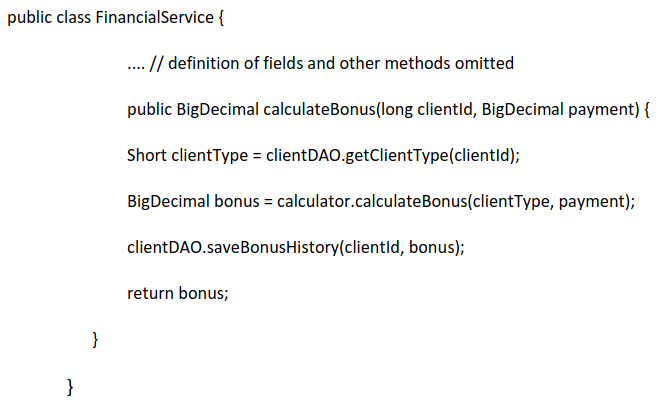 public class FinancialService {
.... // definition of fields and other methods omitted
public BigDecimal calculateBonus(long clientId, BigDecimal payment) {
Short clientType = clientDAO.getClientType(clientId);
BigDecimal bonus = calculator.calculateBonus(clientType, payment);
clientDAO.saveBonusHistory(clientId, bonus);
return bonus;
}
}